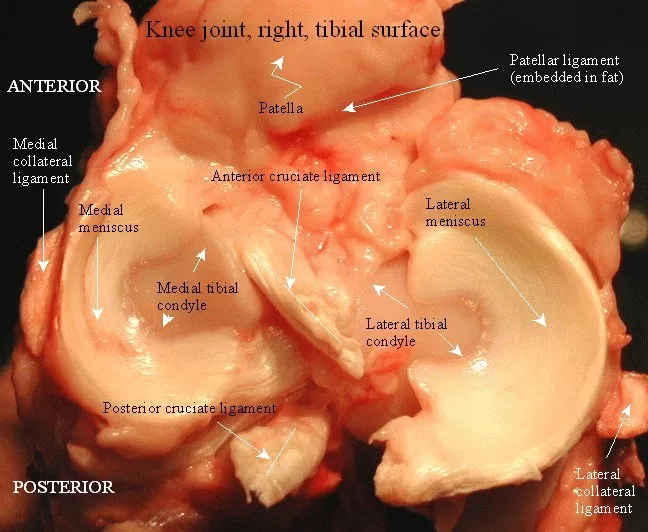 Knee joint, right, tibial surface
ANTERIOR
Patellar ligament
(embedded in fat)
Patella
Medial
collateral
ligament
Anterior cruciate ligament
Medial
meniscus
Lateral
meniscus
Medial tibial
condyle
Lateral tibial
condyle
Posterior cruciate ligament
POSTERIOR
Lateral
collateral
ligament